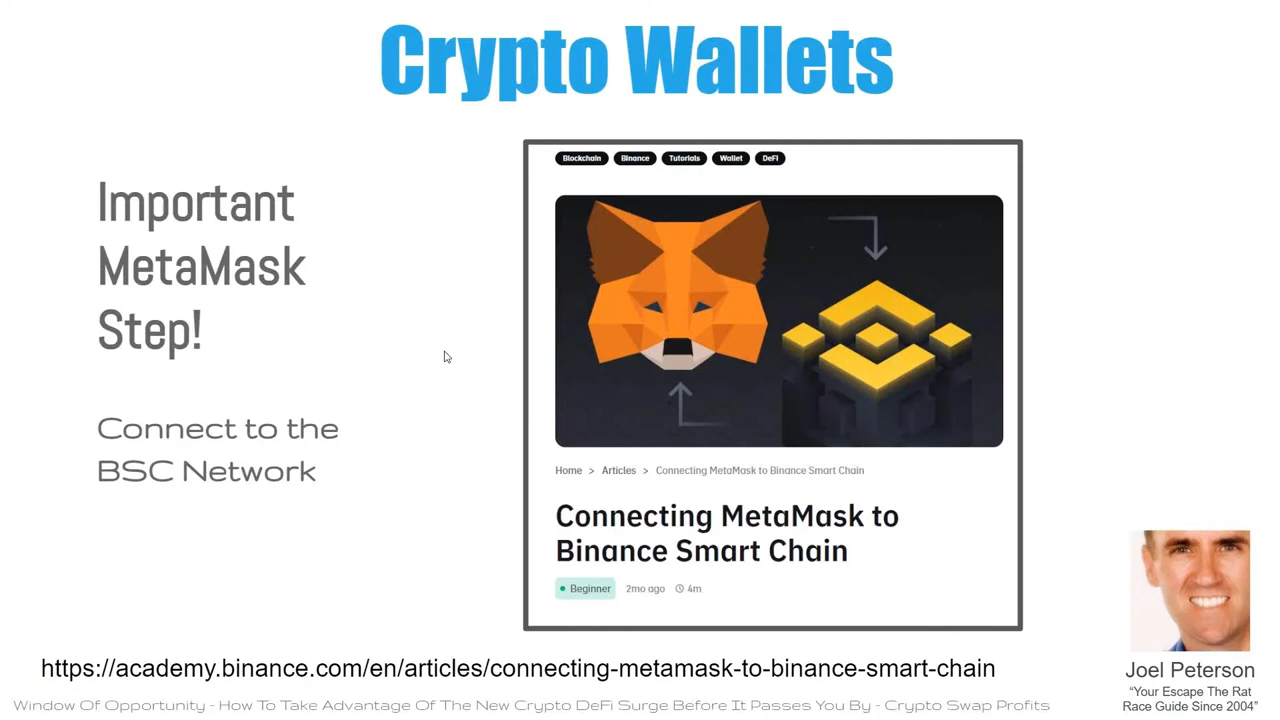 Crypto Wallets
Important
MetaMask
Step!
Connect to the
BSC Network
Blockchain Binance Tutorials Wallet DeFi
Home > Articles > Connecting MetaMask to Binance Smart Chain
Connecting MetaMask to
Binance Smart Chain
Beginner 2mo ago 4m
https://academy.binance.com/en/articles/connecting-metamask-to-binance-smart-chain
Joel Peterson
“Your Escape The Rat
Race Guide Since 2004”
Window Of Opportunity - How To Take Advantage Of The New Crypto DeFi Surge Before It Passes You By - Crypto Swap Profits